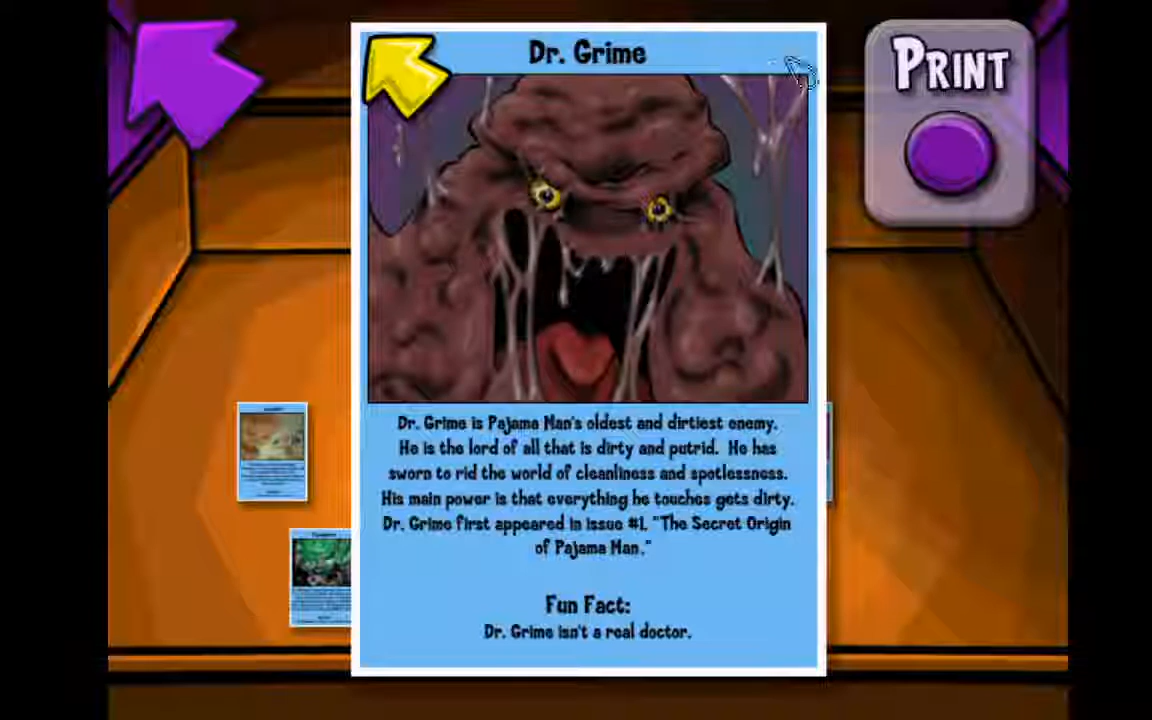 Dr. Grime
PRINT
Dr. Grime is Pajama Man's oldest and dirtiest enemy.
He is the lord of all that is dirty and putrid. He has
sworn to rid the world of cleanliness and spotlessness.
His main power is that everything he touches gets dirty.
Dr. Grime first appeared in issue #1, "The Secret Origin
of Pajama Man."
Fun Fact:
Dr. Grime isn't a real doctor.